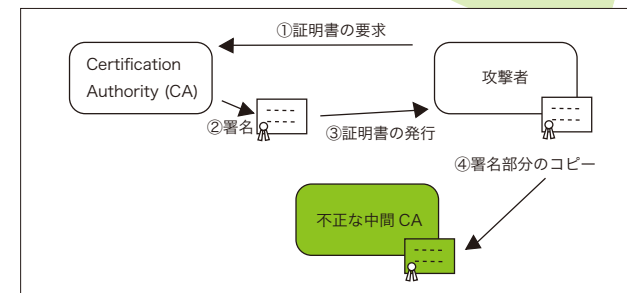 ①証明書の要求
Certification
Authority (CA)
攻撃者
②署名
③証明書の発行
④署名部分のコピー
不正な中間 CA